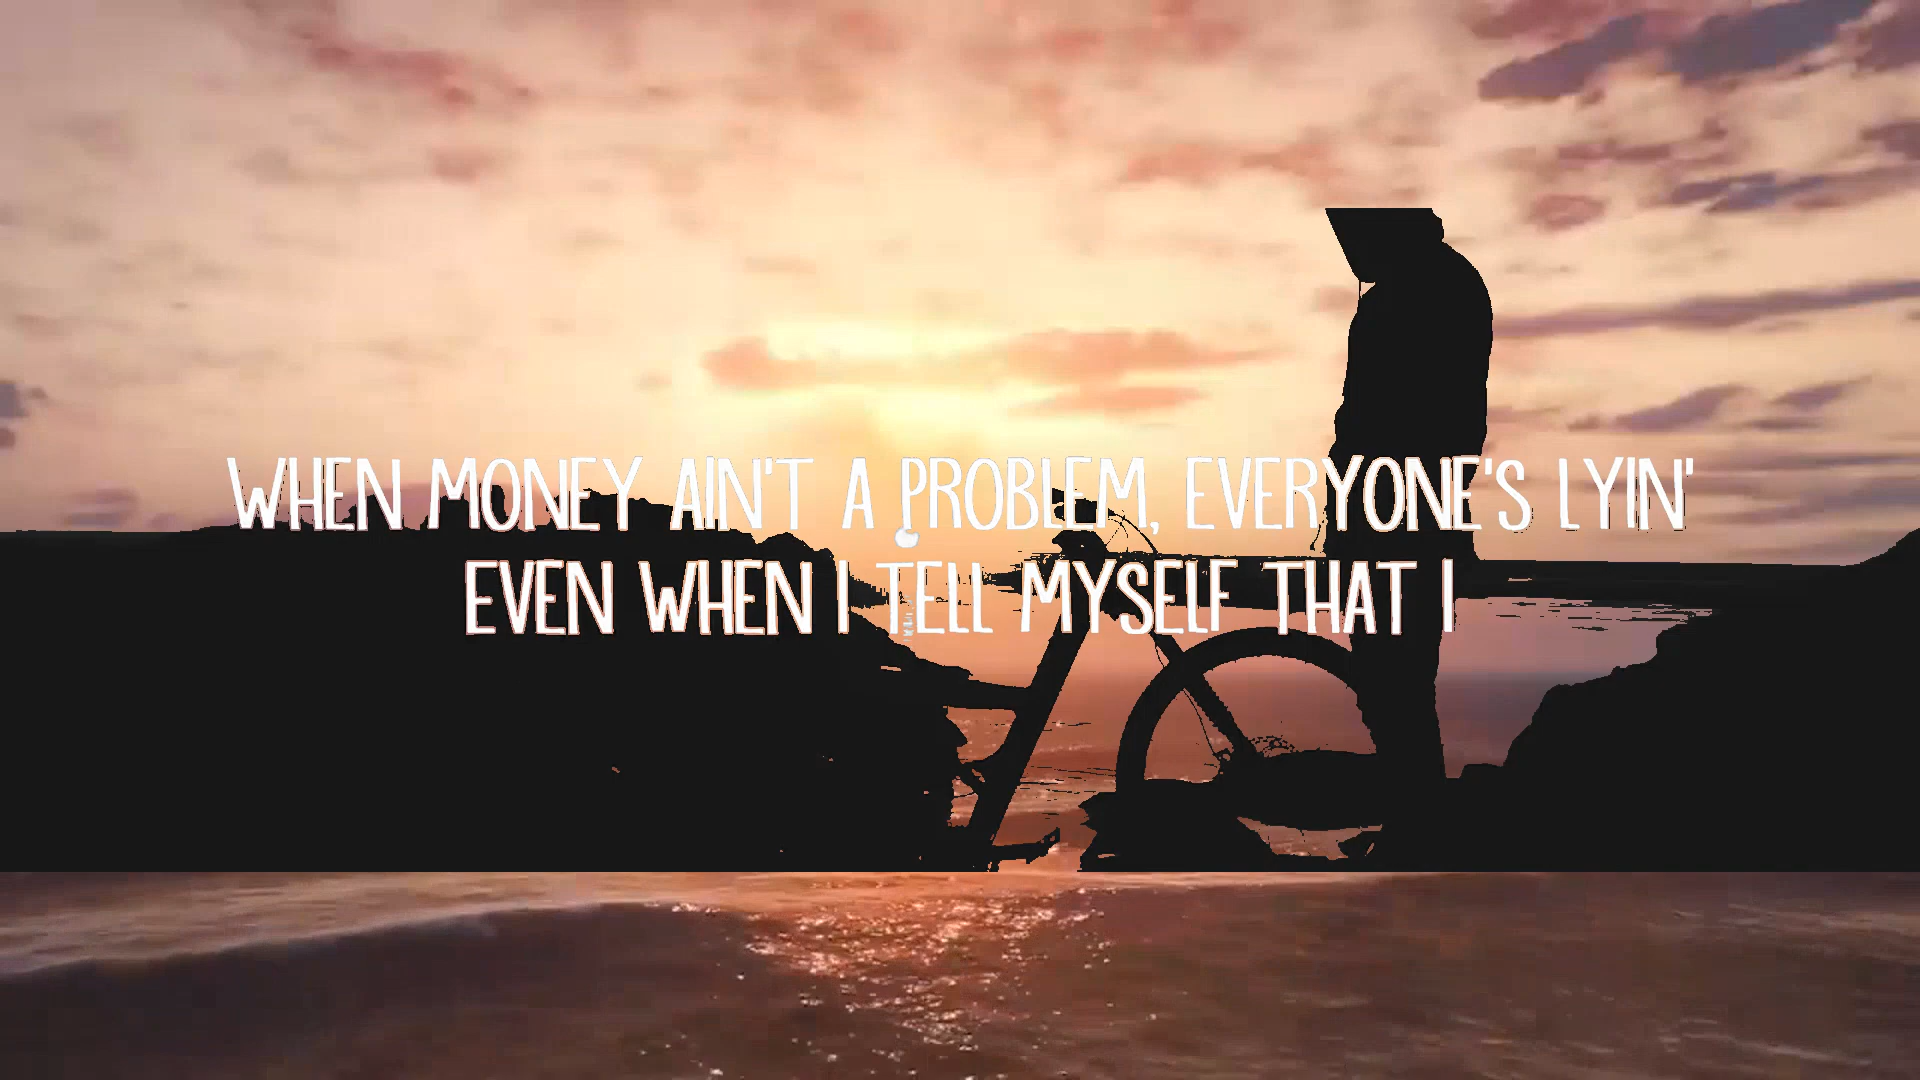 WHEN MONEY AIN'T A PROBLEM, EVERYONE'S LYIN'
EVEN WHEN I TELL MYSELF THAT I